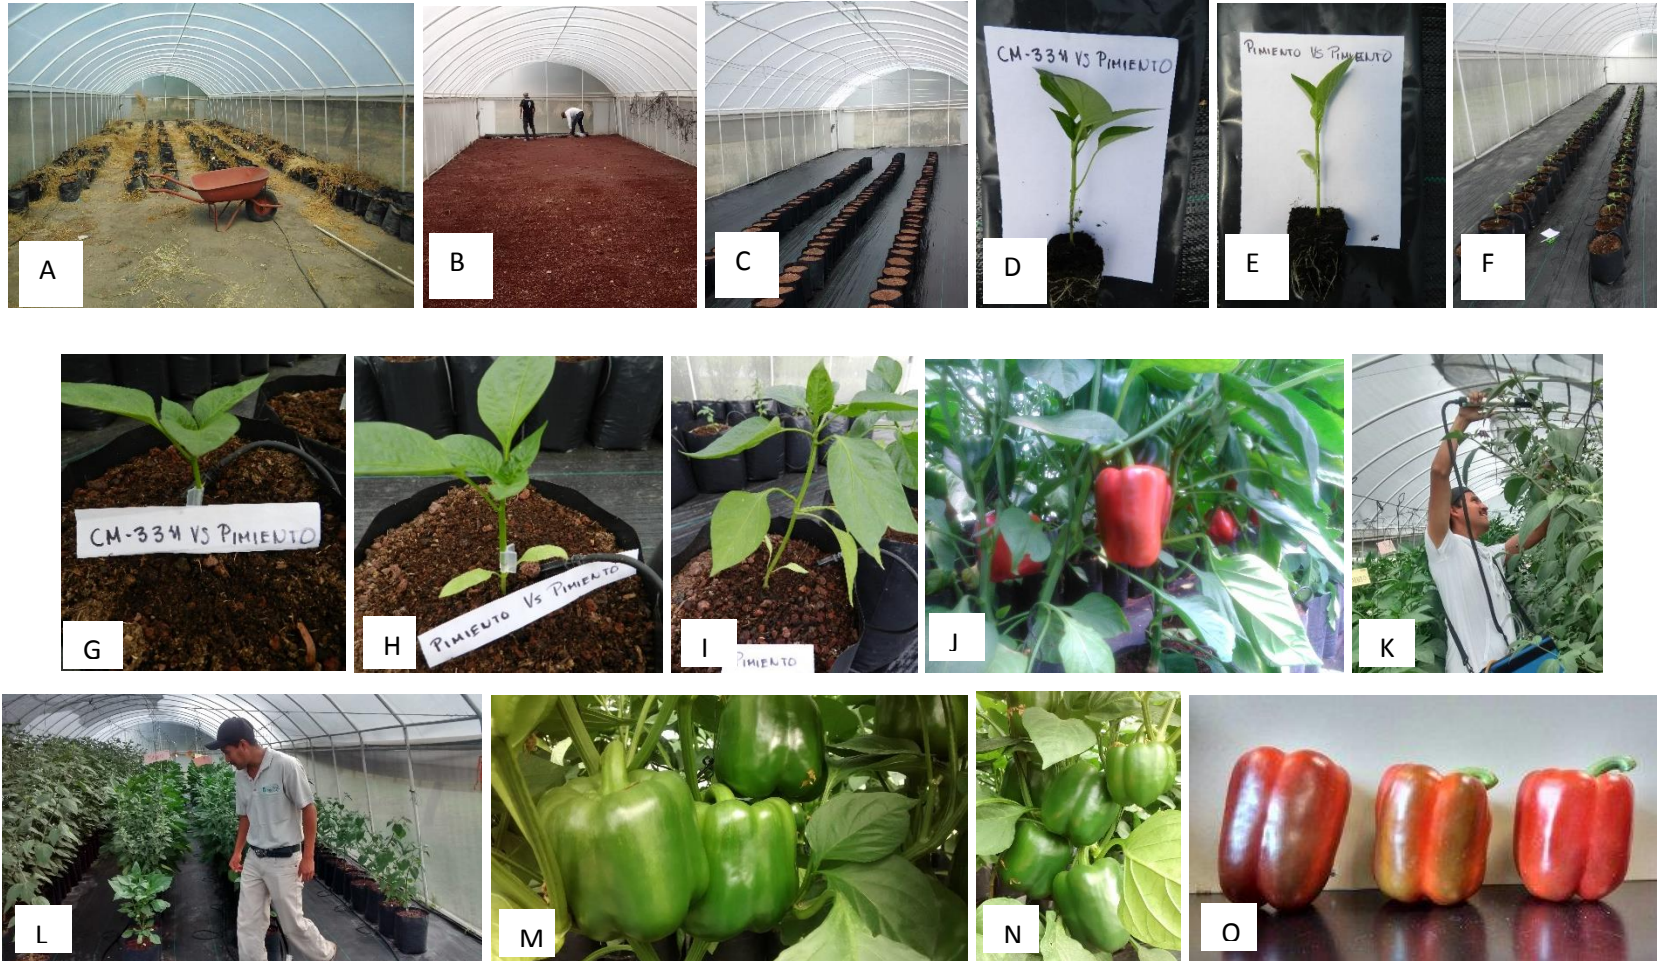 A
B
C
CM-334 VS PIMIENTO
D
PIMIENTO VS PIMIENTO
E
F
CM-334 VS PIMIENTO
G
PIMIENTO VS PIMIENTO
H
PIMIENTO
I
J
K
L
M
N
O